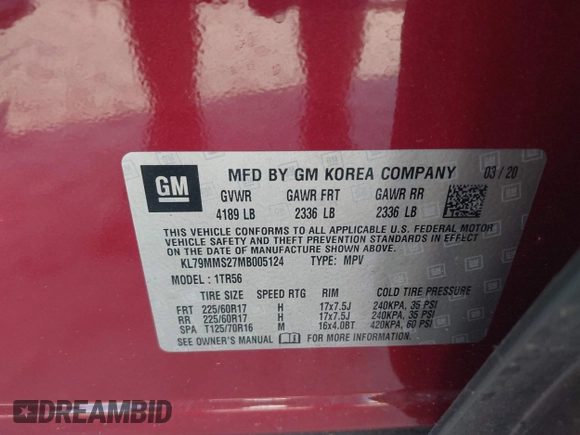 GM
MFD BY GM KOREA COMPANY 03/20
GVWR GAWR FRT GAWR RR
4189 LB 2336 LB 2336 LB
THIS VEHICLE CONFORMS TO ALL APPLICABLE U.S. FEDERAL MOTOR
VEHICLE SAFETY AND THEFT PREVENTION STANDARDS IN EFFECT
ON THE DATE OF MANUFACTURE SHOWN ABOVE.
KL79MMS27MB005124 TYPE: MPV
MODEL : 1TR56
TIRE SIZE SPEED RTG RIM COLD TIRE PRESSURE
FRT 225/60R17 H 17x7.5J 240KPA, 35 PSI
RR 225/60R17 H 17x7.5J 240KPA, 35 PSI
SPA T125/70R16 M 16x4.0BT 420KPA, 60 PSI
SEE OWNER'S MANUAL FOR MORE INFORMATION.
DREAMBID